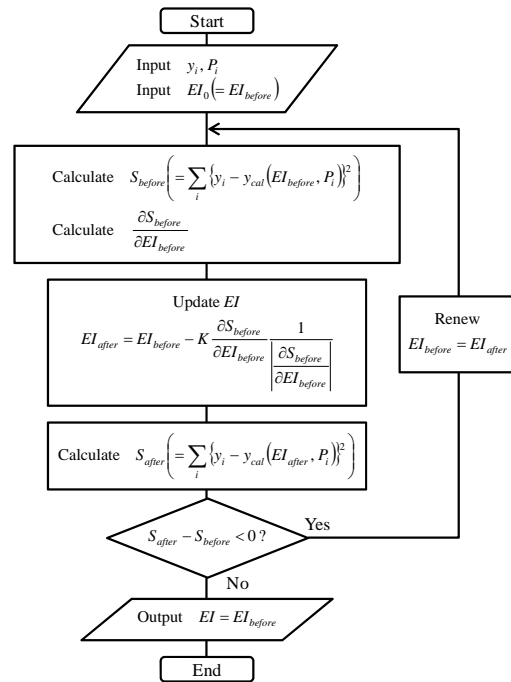 Start
Input y_i, P_i
Input EI_0(= EI_before)
Calculate S_before(= ∑_i {y_i − y_cal(EI_before, P_i)}²)
Calculate ∂S_before/∂EI_before
Update EI
EI_after = EI_before − K ∂S_before/∂EI_before 1/|∂S_before/∂EI_before|
Renew
EI_before = EI_after
Calculate S_after(= ∑_i {y_i − y_cal(EI_after, P_i)}²)
S_after − S_before < 0 ?
Yes
No
Output EI = EI_before
End